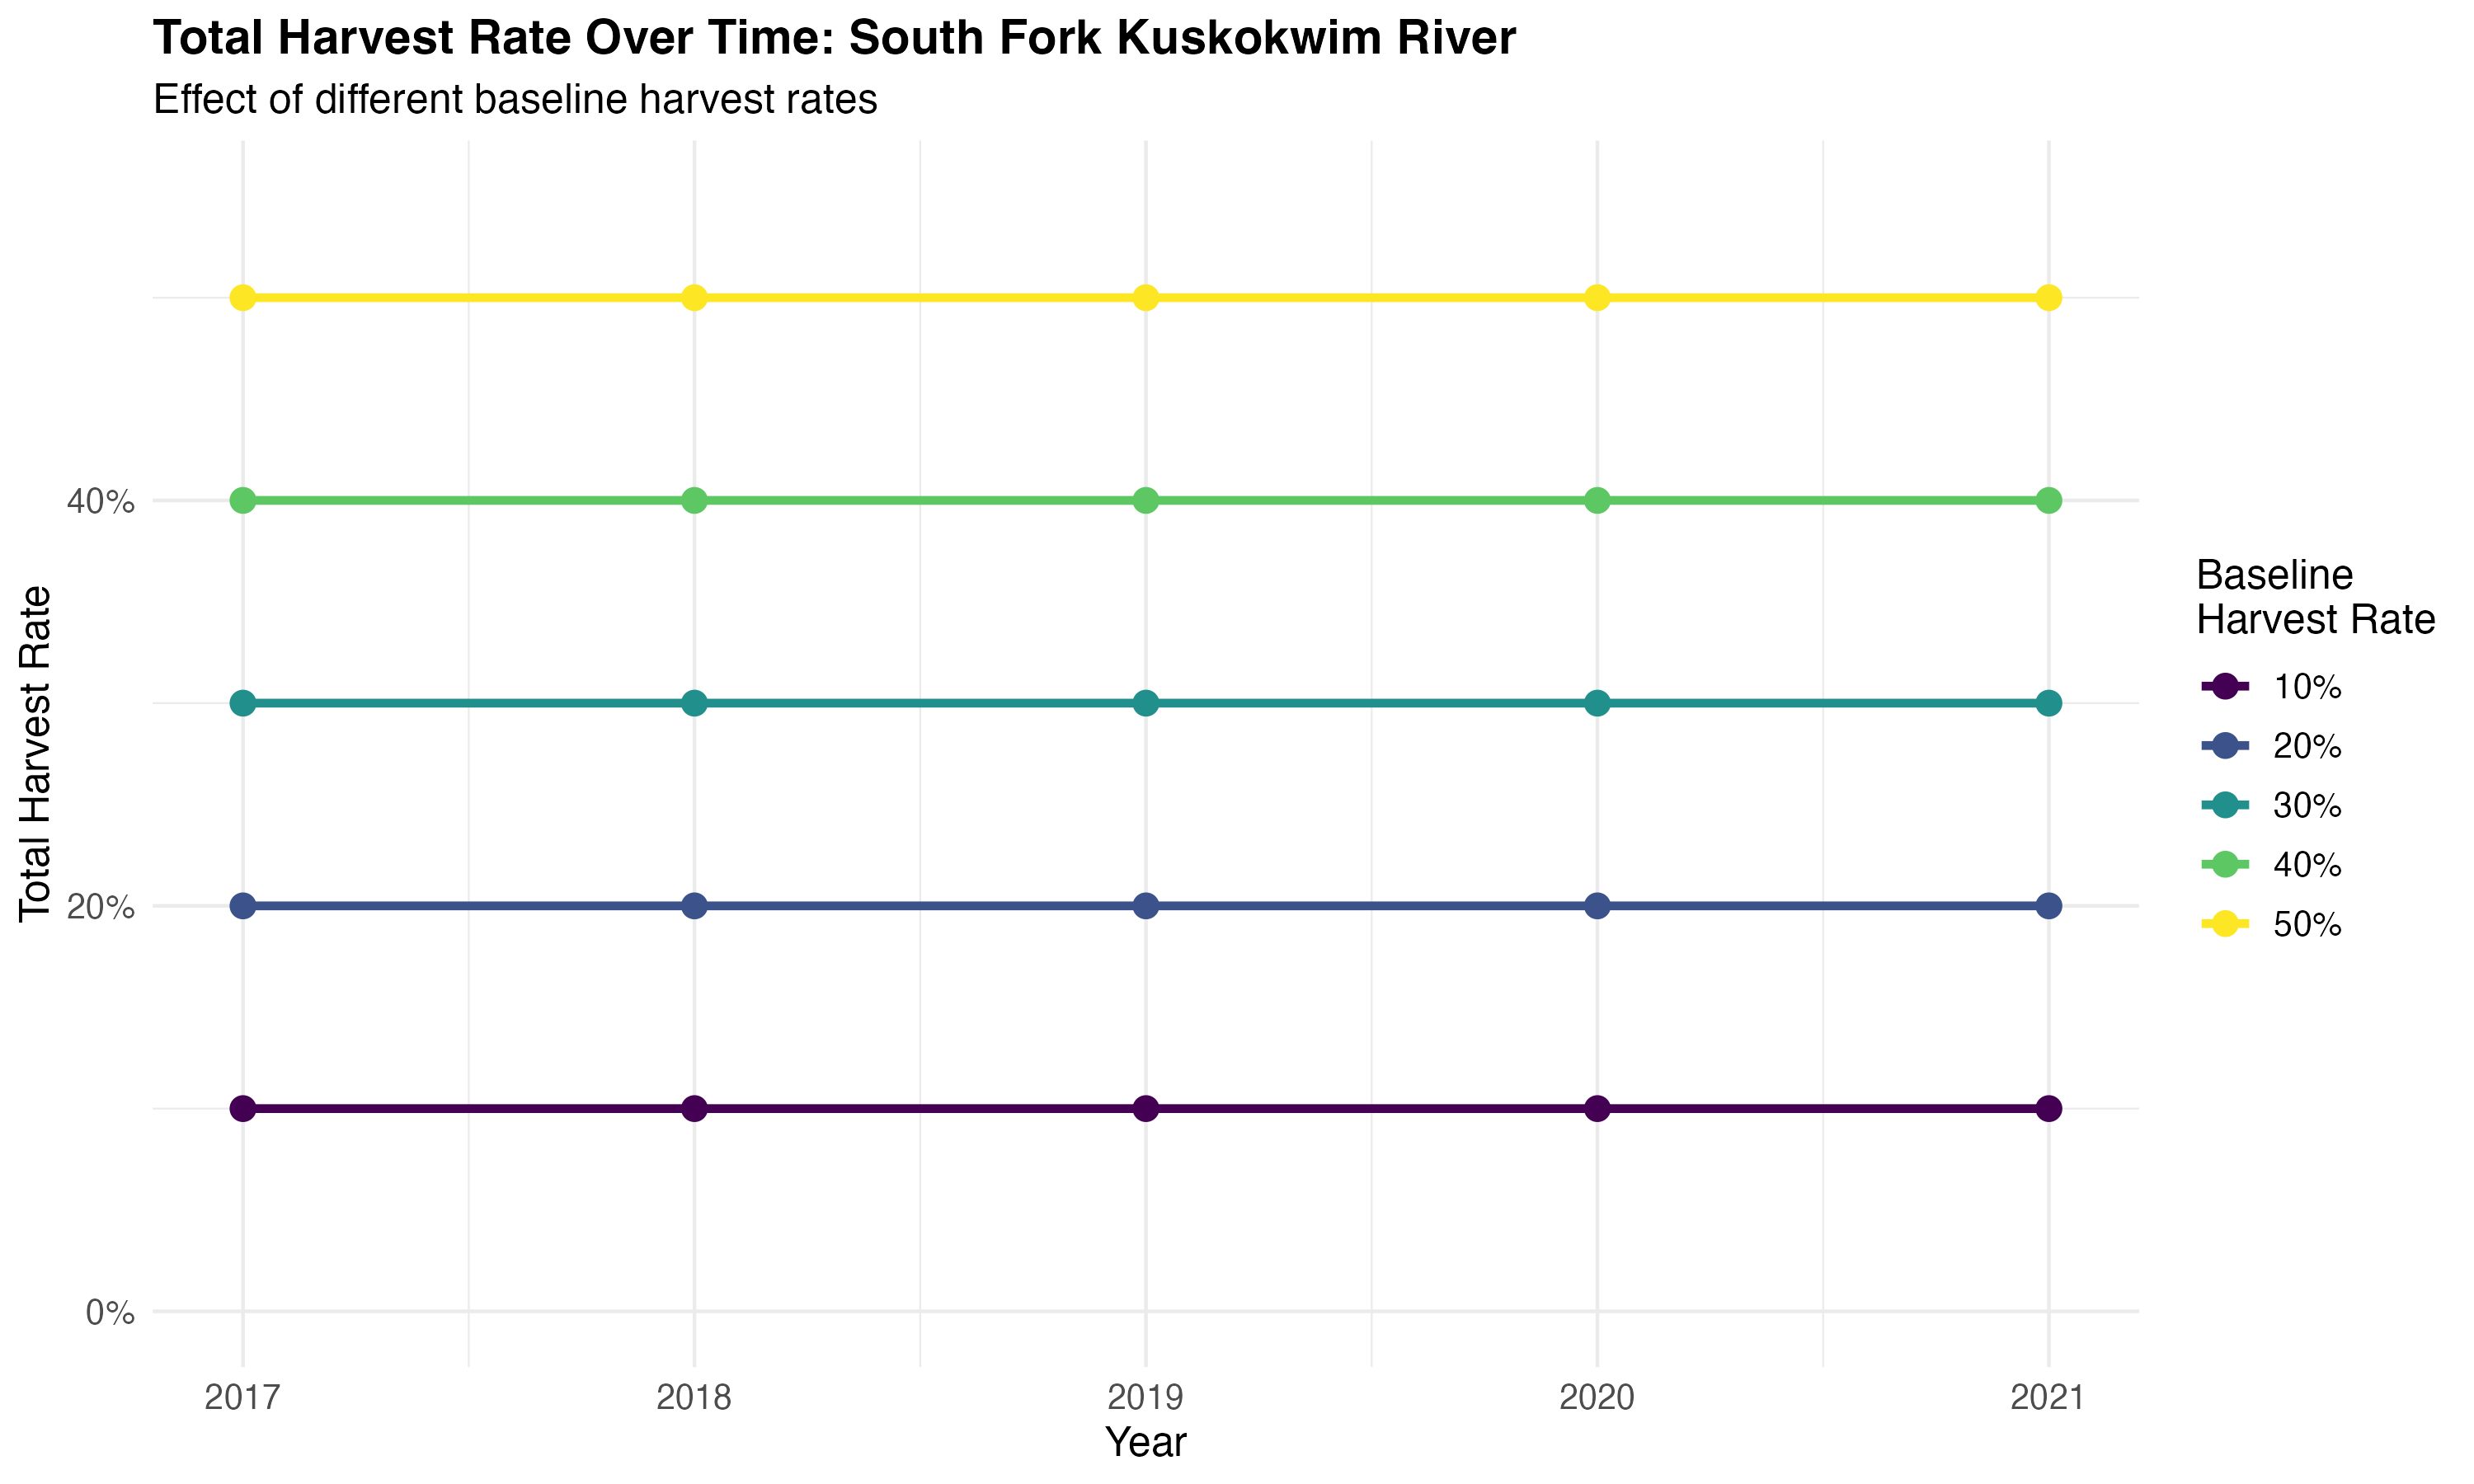 Total Harvest Rate Over Time: South Fork Kuskokwim River
Effect of different baseline harvest rates
Total Harvest Rate
40%
20%
0%
2017
2018
2019
2020
2021
Year
Baseline
Harvest Rate
10%
20%
30%
40%
50%